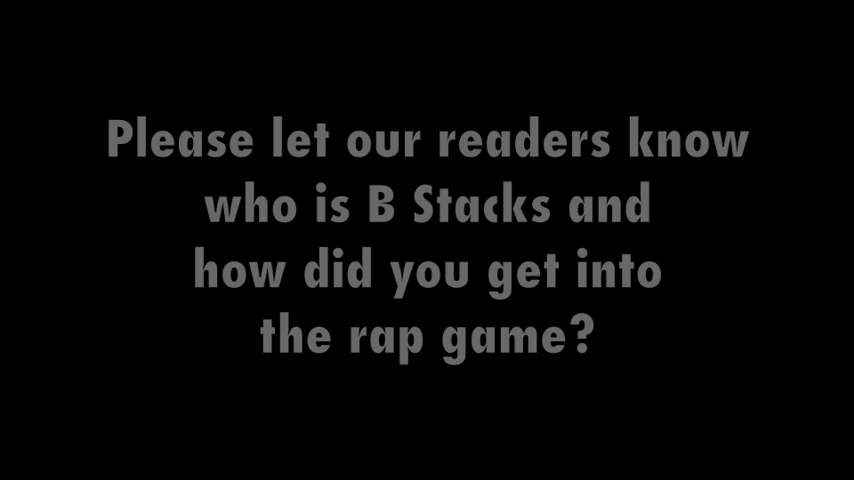 Please let our readers know
who is B Stacks and
how did you get into
the rap game?